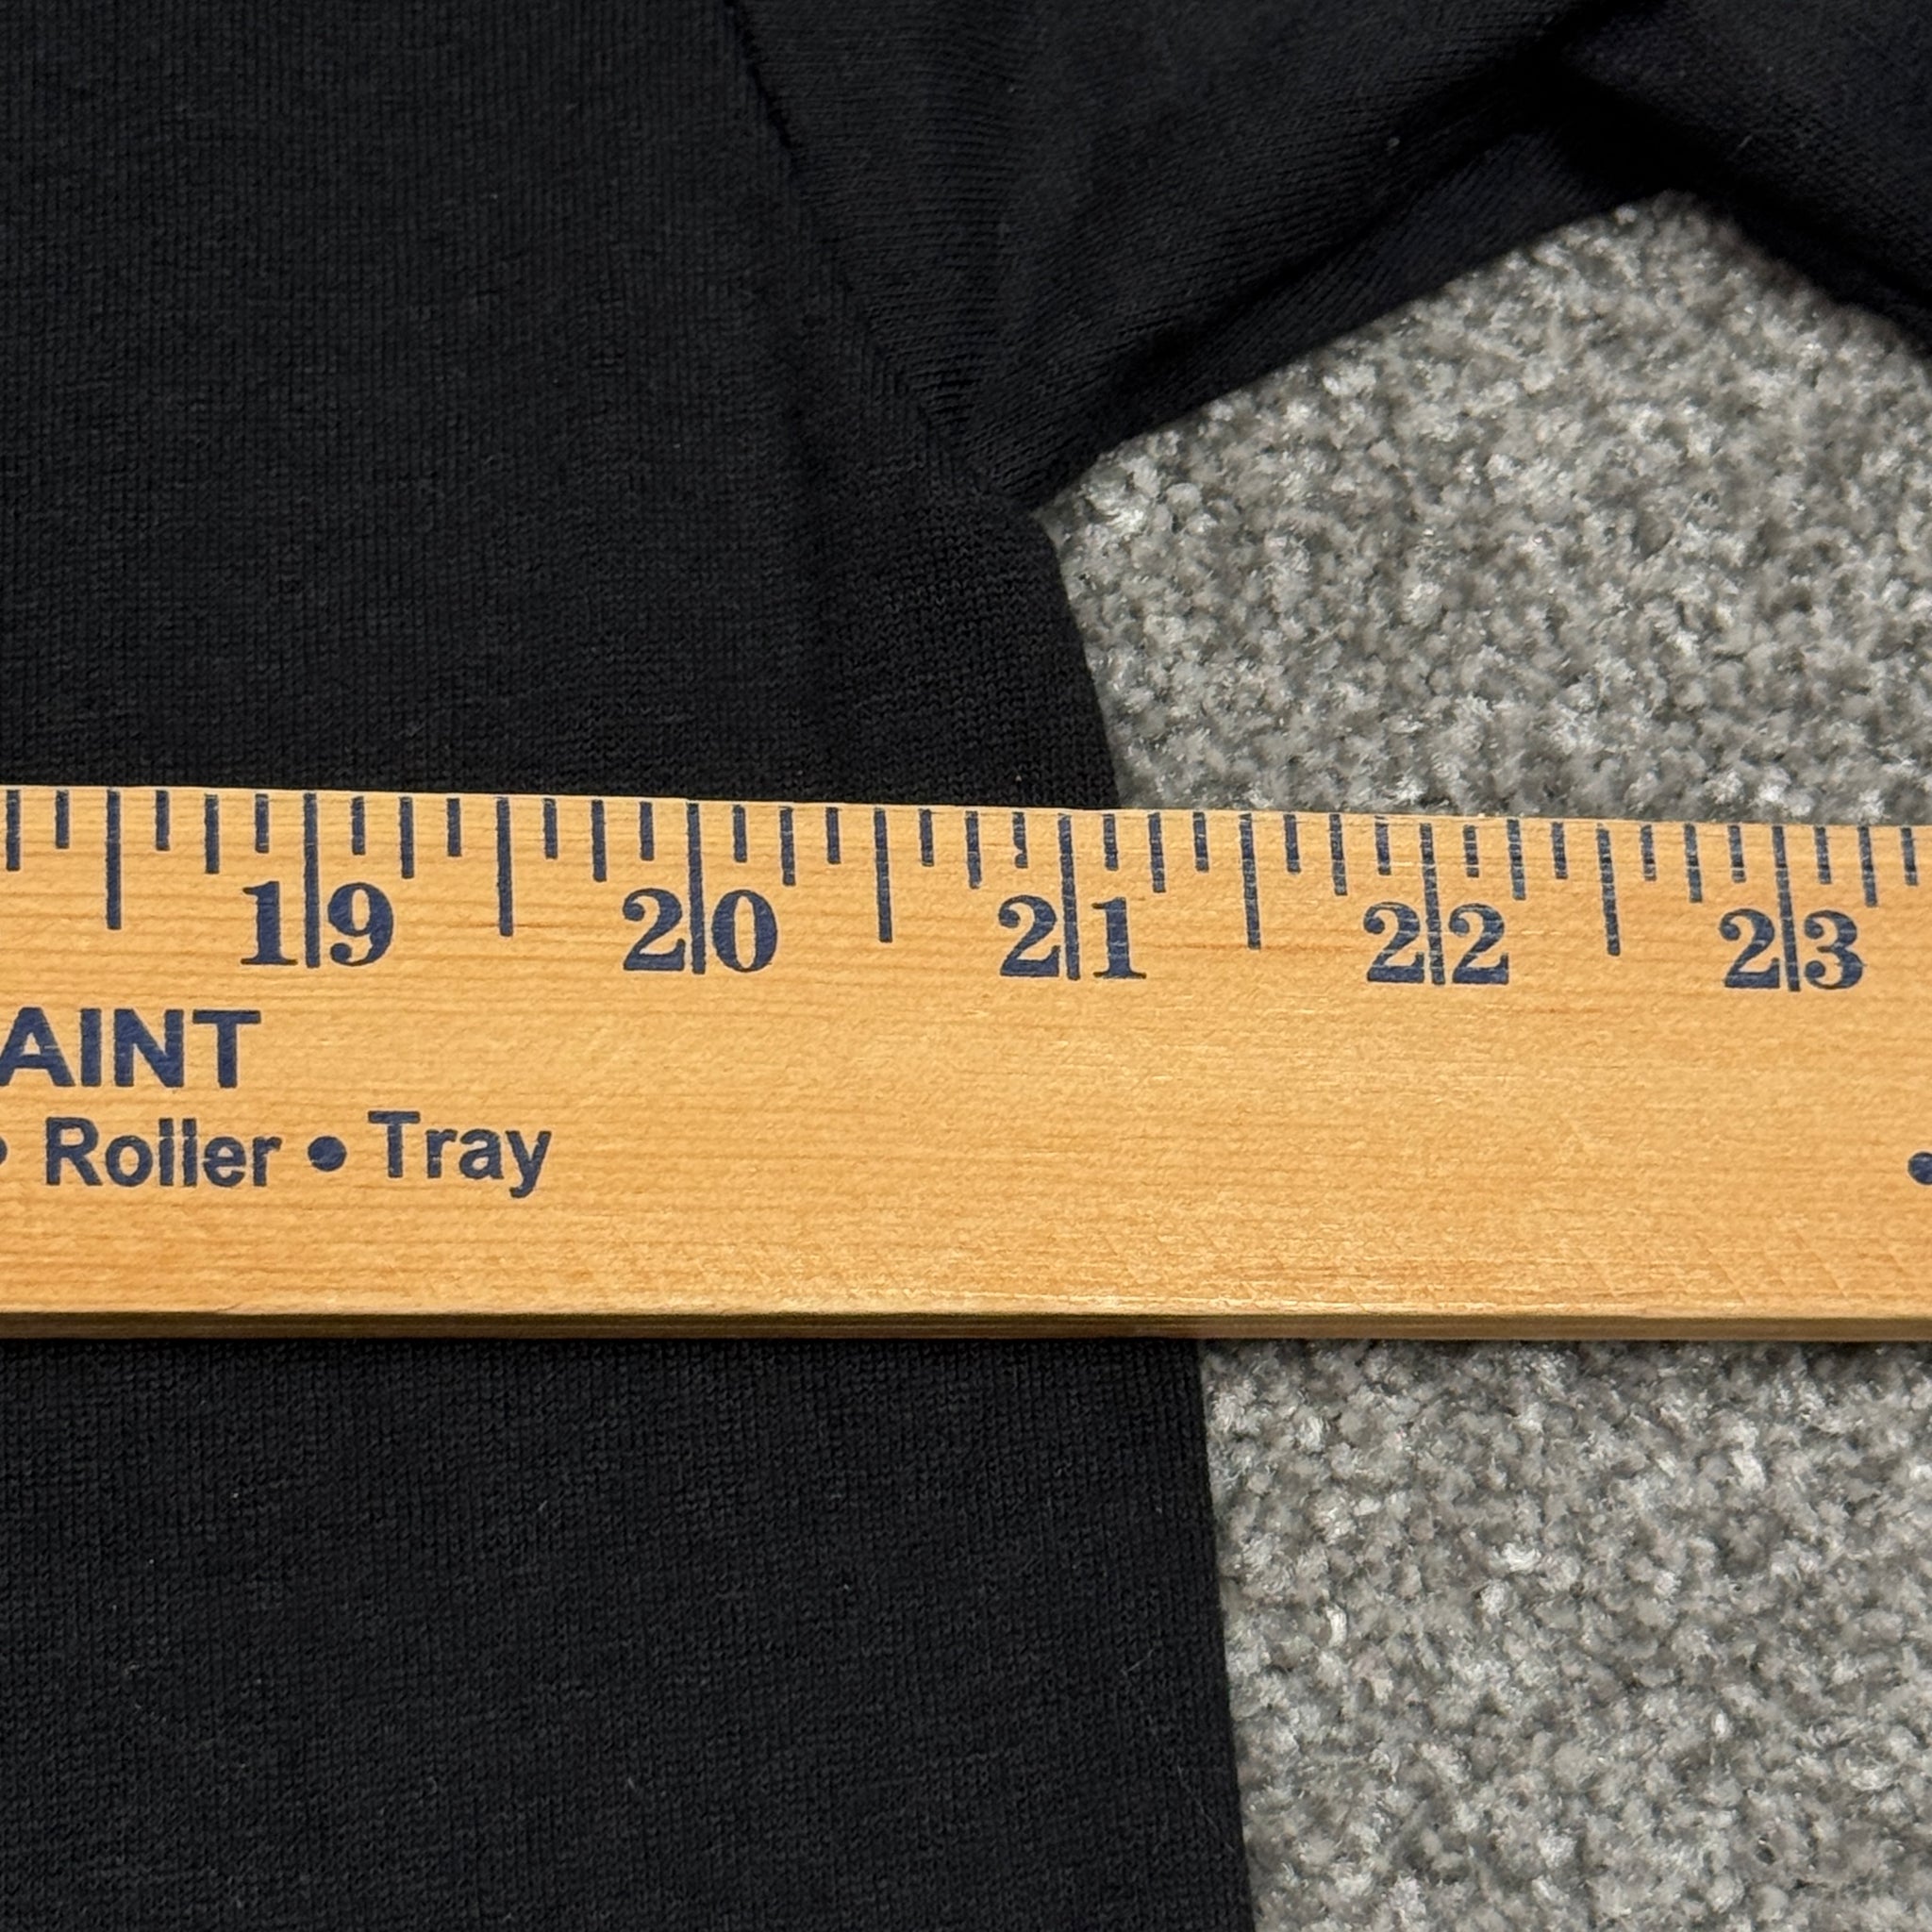 19 20 21 22 23
AINT
• Roller • Tray •